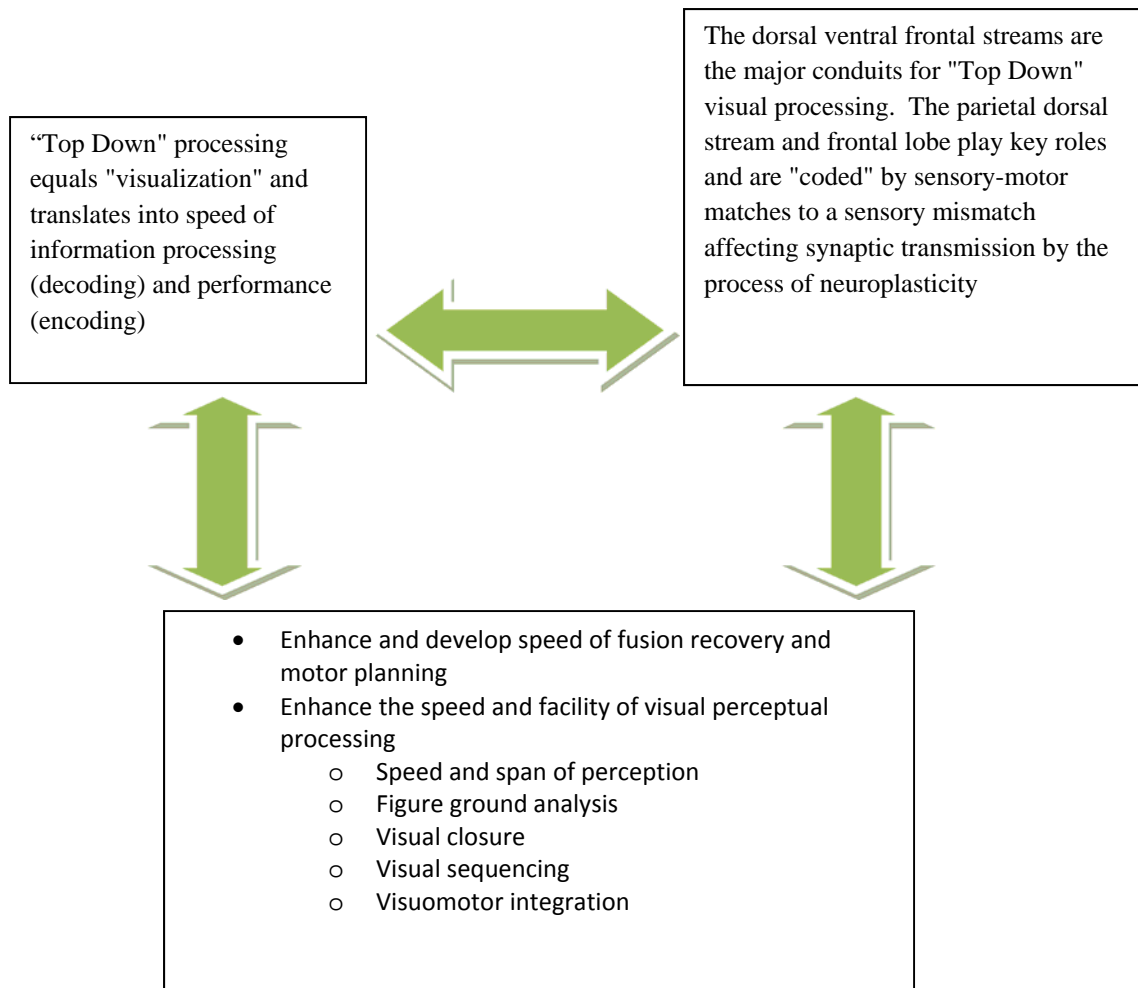 “Top Down" processing
equals "visualization" and
translates into speed of
information processing
(decoding) and performance
(encoding)
The dorsal ventral frontal streams are
the major conduits for "Top Down"
visual processing.  The parietal dorsal
stream and frontal lobe play key roles
and are "coded" by sensory-motor
matches to a sensory mismatch
affecting synaptic transmission by the
process of neuroplasticity
• Enhance and develop speed of fusion recovery and
motor planning
• Enhance the speed and facility of visual perceptual
processing
o Speed and span of perception
o Figure ground analysis
o Visual closure
o Visual sequencing
o Visuomotor integration